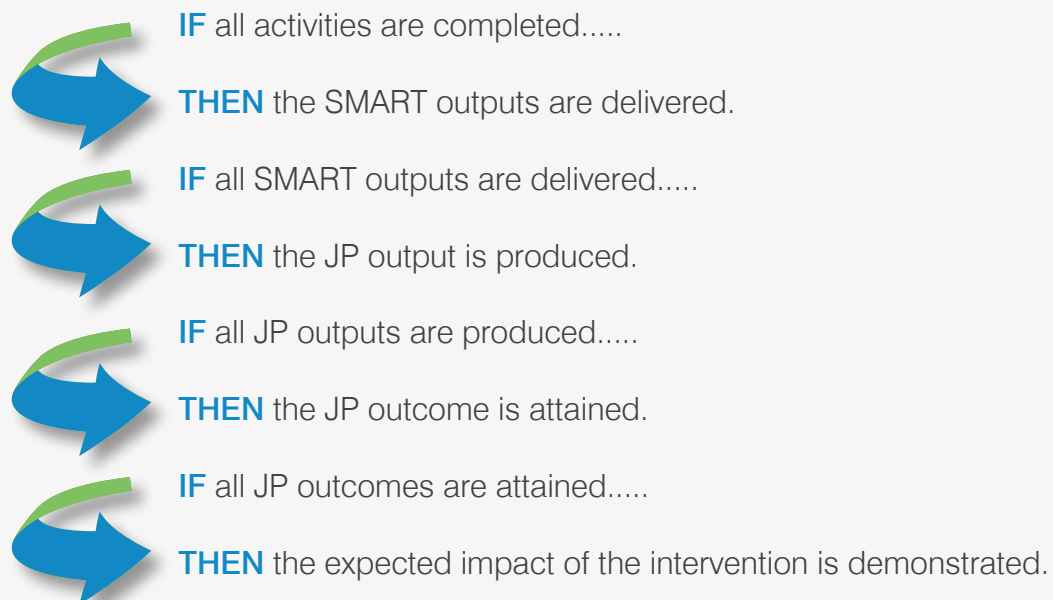 IF all activities are completed.....
THEN the SMART outputs are delivered.
IF all SMART outputs are delivered.....
THEN the JP output is produced.
IF all JP outputs are produced.....
THEN the JP outcome is attained.
IF all JP outcomes are attained.....
THEN the expected impact of the intervention is demonstrated.